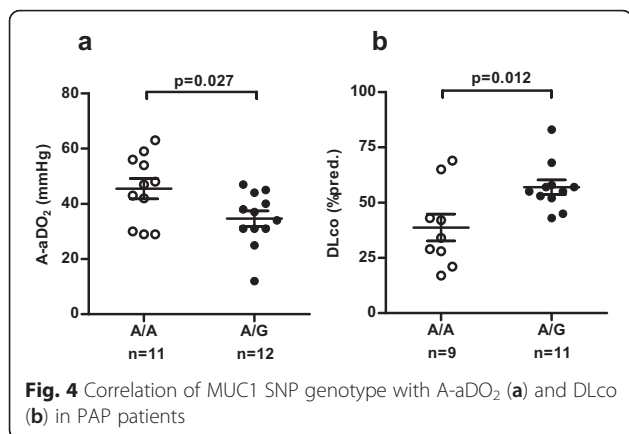 a
p=0.027
80
60
40
20
0
A-aDO₂ (mmHg)
A/A
A/G
n=11
n=12
b
p=0.012
100
75
50
25
0
DLco (%pred.)
A/A
A/G
n=9
n=11
Fig. 4 Correlation of MUC1 SNP genotype with A-aDO₂ (a) and DLco
(b) in PAP patients